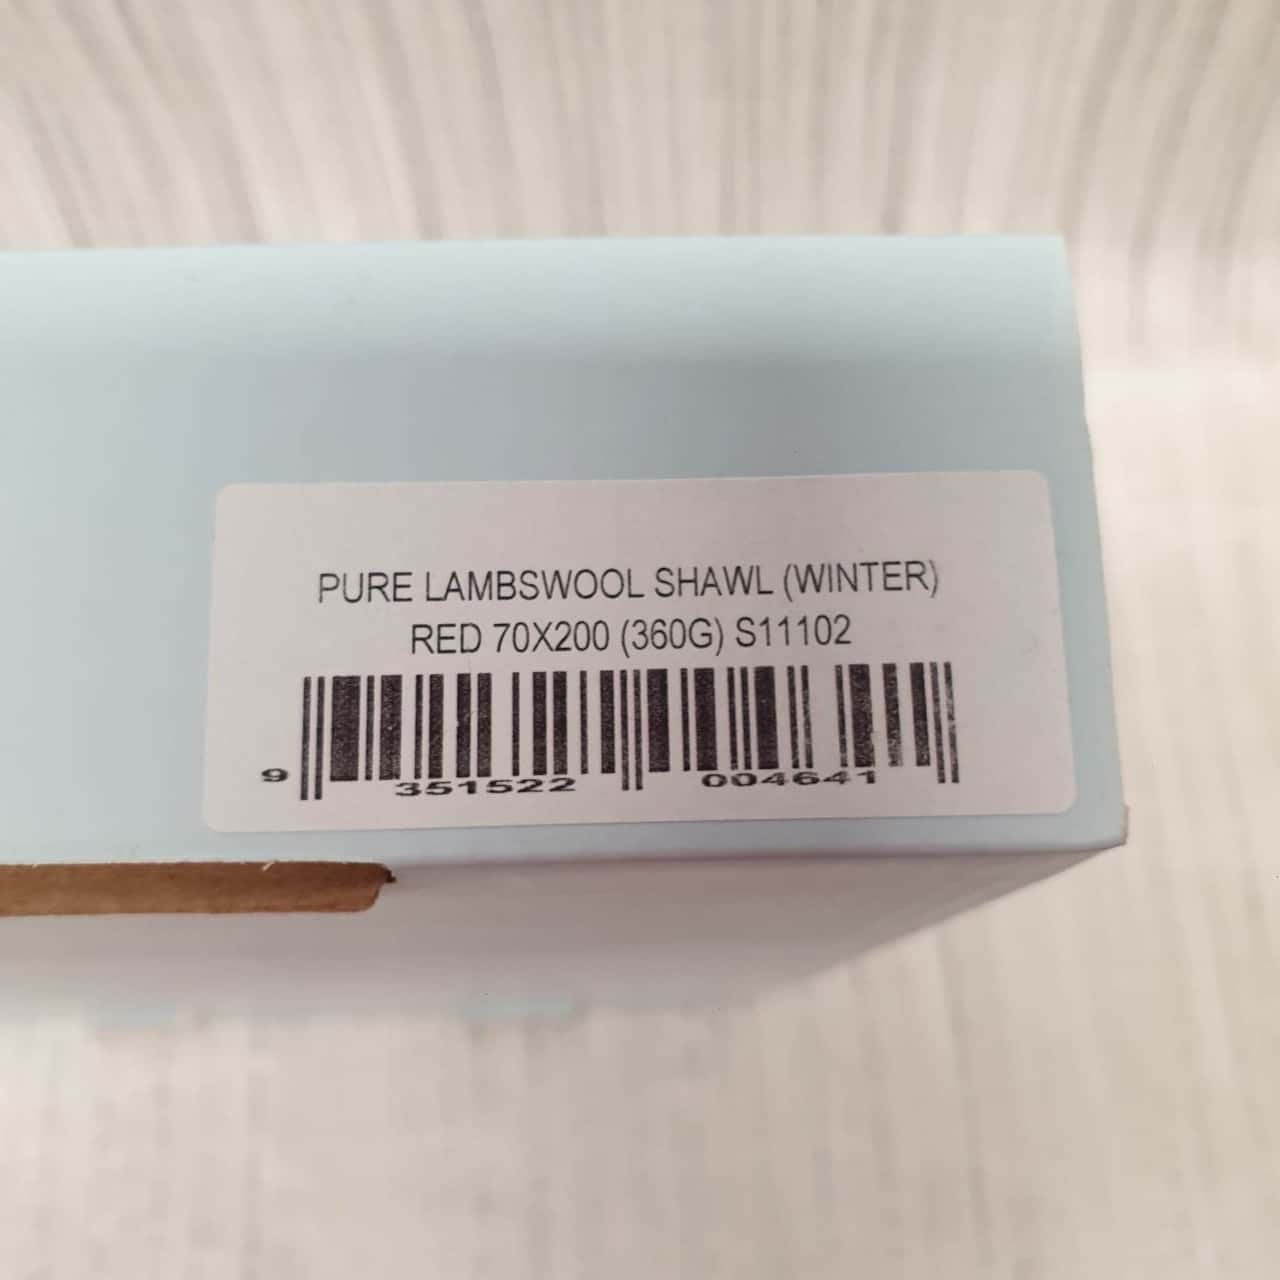 PURE LAMBSWOOL SHAWL (WINTER)
RED 70X200 (360G) S11102
9 351522 004641